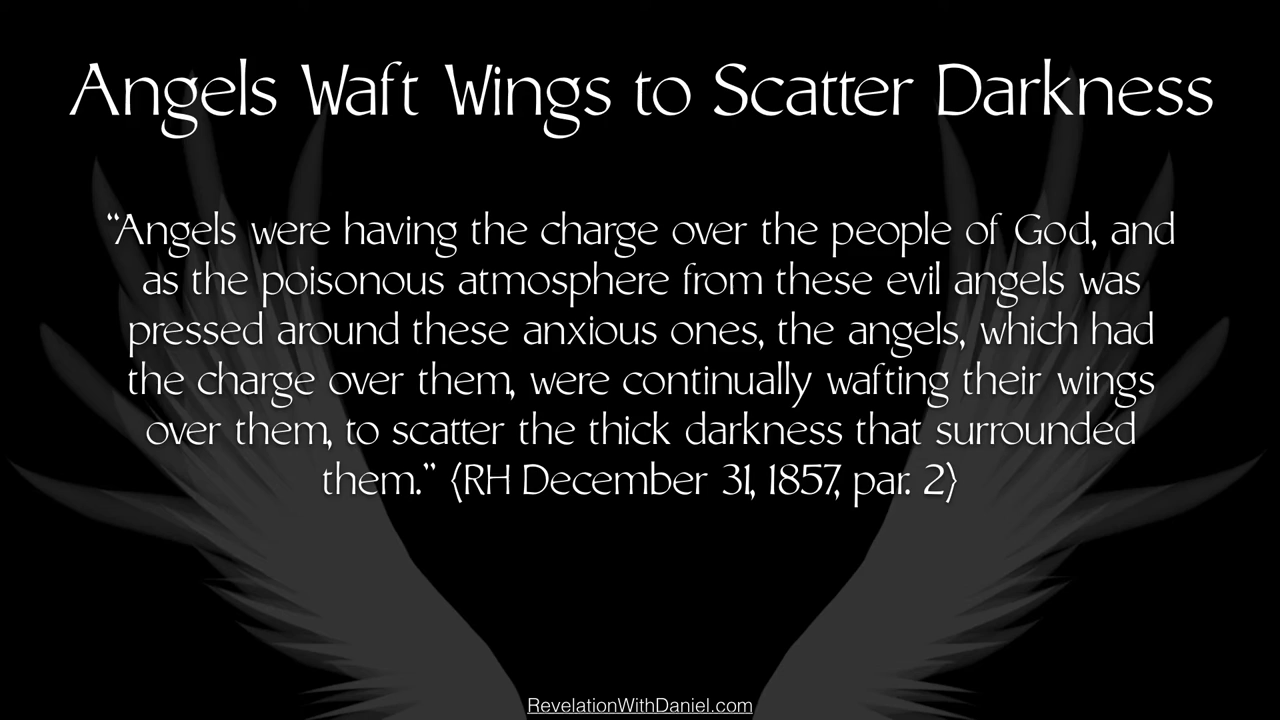 Angels Waft Wings to Scatter Darkness
“Angels were having the charge over the people of God, and
as the poisonous atmosphere from these evil angels was
pressed around these anxious ones, the angels, which had
the charge over them, were continually wafting their wings
over them, to scatter the thick darkness that surrounded
them.” {RH December 31, 1857, par. 2}
RevelationWithDaniel.com